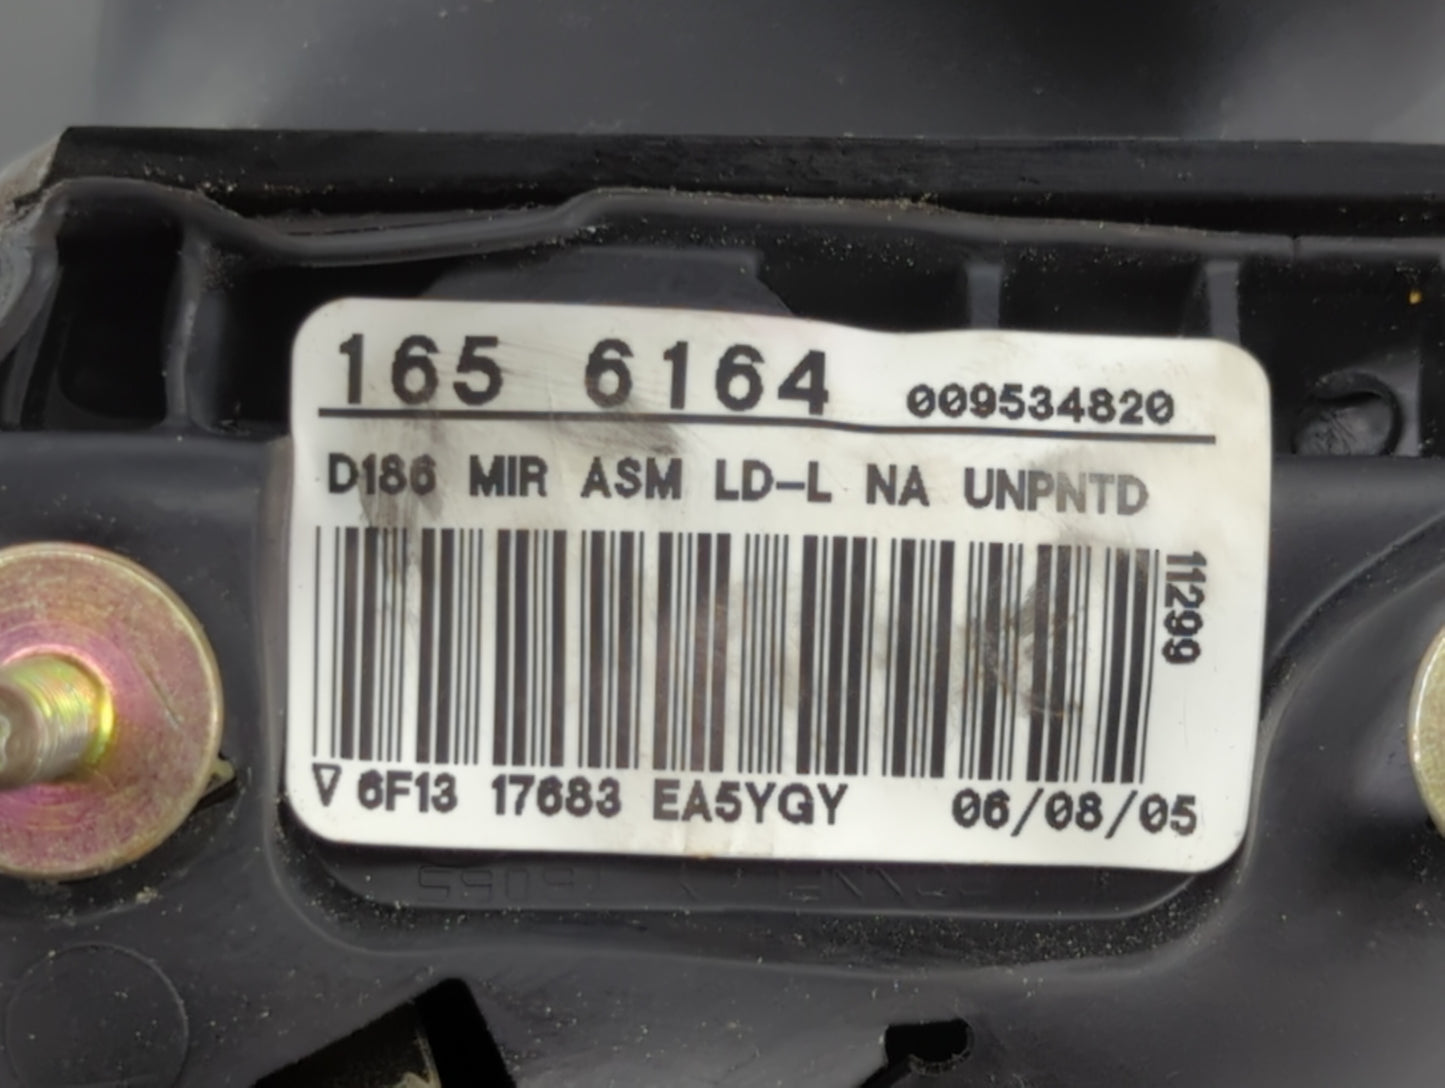 165 6164 009534820
D186 MIR ASM LD-L NA UNPNTD
11299
▽ 6F13 17683 EA5YGY 06/08/05